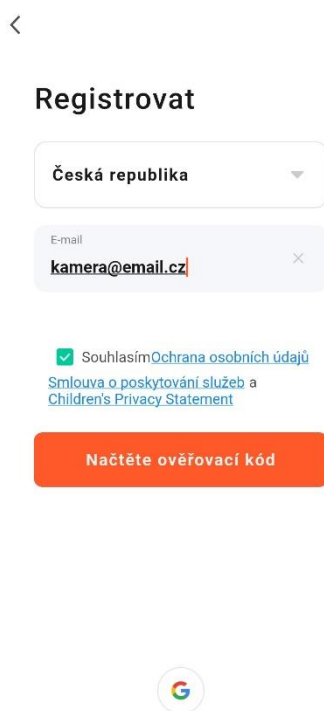 Registrovat
Česká republika
E-mail
kamera@email.cz
SouhlasímOchrana osobních údajů
Smlouva o poskytování služeb a
Children's Privacy Statement
Načtěte ověřovací kód